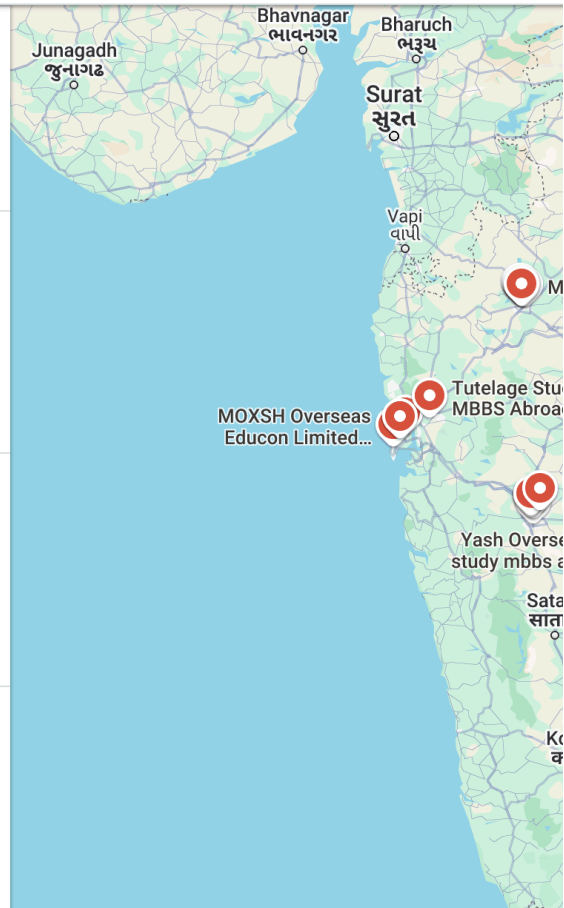 Bhavnagar
ભાવનગર
Bharuch
ભરૂચ
Junagadh
જુનાગઢ
Surat
સુરત
Vapi
વાપી
M
Tutelage Stu
MBBS Abroa
MOXSH Overseas
Educon Limited...
Yash Overse
study mbbs a
Sata
साता
Ko
क